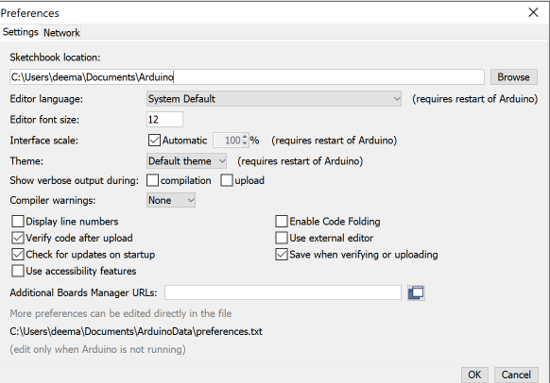 Preferences
Settings Network
Sketchbook location:
C:\Users\deema\Documents\Arduino Browse
Editor language: System Default (requires restart of Arduino)
Editor font size: 12
Interface scale: Automatic 100 % (requires restart of Arduino)
Theme: Default theme (requires restart of Arduino)
Show verbose output during: compilation upload
Compiler warnings: None
Display line numbers Enable Code Folding
Verify code after upload Use external editor
Check for updates on startup Save when verifying or uploading
Use accessibility features
Additional Boards Manager URLs:
More preferences can be edited directly in the file
C:\Users\deema\Documents\ArduinoData\preferences.txt
(edit only when Arduino is not running)
OK Cancel